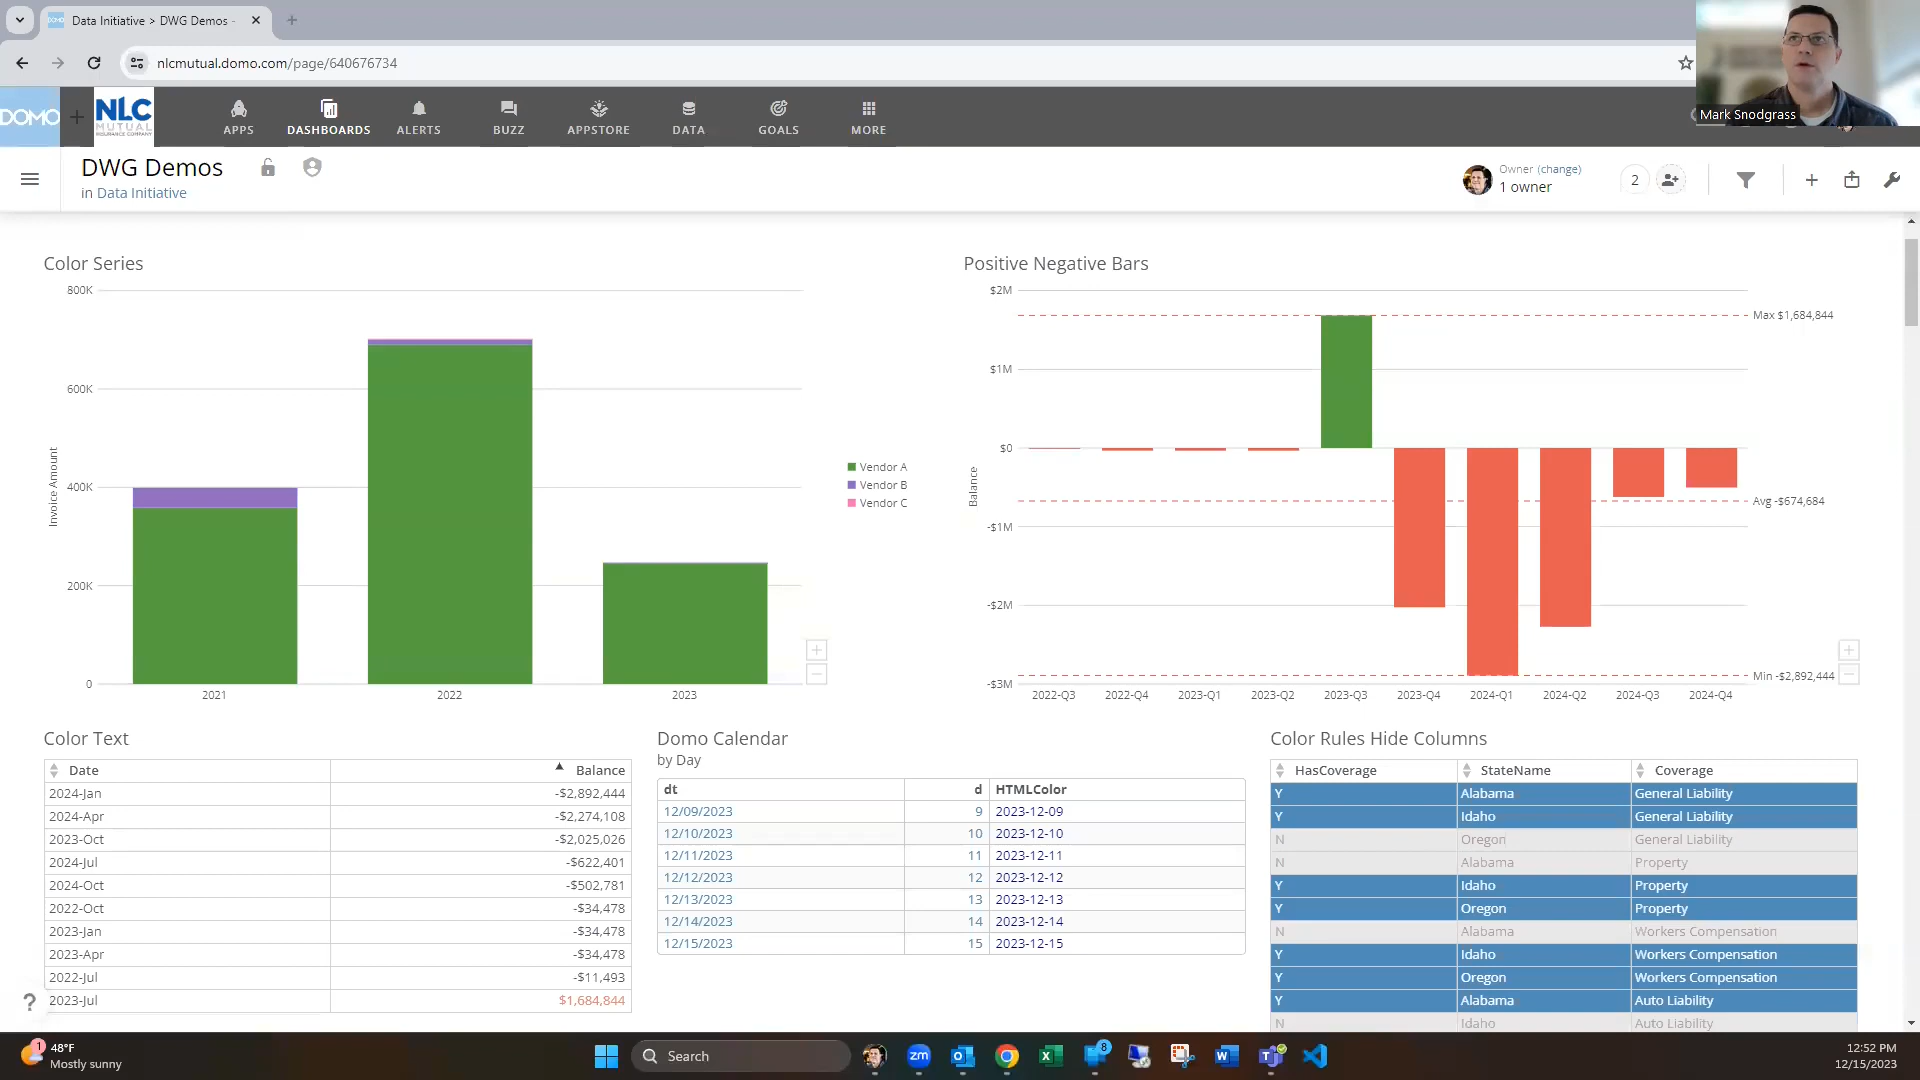 Data Initiative > DWG Demos -
nlcmutual.domo.com/page/640676734
Mark Snodgrass
DOMO
NLC
MUTUAL
INSURANCE COMPANY
APPS
DASHBOARDS
ALERTS
BUZZ
APPSTORE
DATA
GOALS
MORE
DWG Demos
in Data Initiative
Owner (change)
1 owner
2
Color Series
800K
600K
400K
200K
0
Invoice Amount
2021
2022
2023
Vendor A
Vendor B
Vendor C
Positive Negative Bars
$2M
$1M
$0
-$1M
-$2M
-$3M
Balance
Max $1,684,844
Avg -$674,684
Min -$2,892,444
2022-Q3
2022-Q4
2023-Q1
2023-Q2
2023-Q3
2023-Q4
2024-Q1
2024-Q2
2024-Q3
2024-Q4
Color Text
Date Balance
2024-Jan -$2,892,444
2024-Apr -$2,274,108
2023-Oct -$2,025,026
2024-Jul -$622,401
2024-Oct -$502,781
2022-Oct -$34,478
2023-Jan -$34,478
2023-Apr -$34,478
2022-Jul -$11,493
2023-Jul $1,684,844
Domo Calendar
by Day
dt d HTMLColor
12/09/2023 9 2023-12-09
12/10/2023 10 2023-12-10
12/11/2023 11 2023-12-11
12/12/2023 12 2023-12-12
12/13/2023 13 2023-12-13
12/14/2023 14 2023-12-14
12/15/2023 15 2023-12-15
Color Rules Hide Columns
HasCoverage StateName Coverage
Y Alabama General Liability
Y Idaho General Liability
N Oregon General Liability
N Alabama Property
Y Idaho Property
Y Oregon Property
N Alabama Workers Compensation
Y Idaho Workers Compensation
Y Oregon Workers Compensation
Y Alabama Auto Liability
N Idaho Auto Liability
?
1
48°F
Mostly sunny
Search
zm
8
12:52 PM
12/15/2023